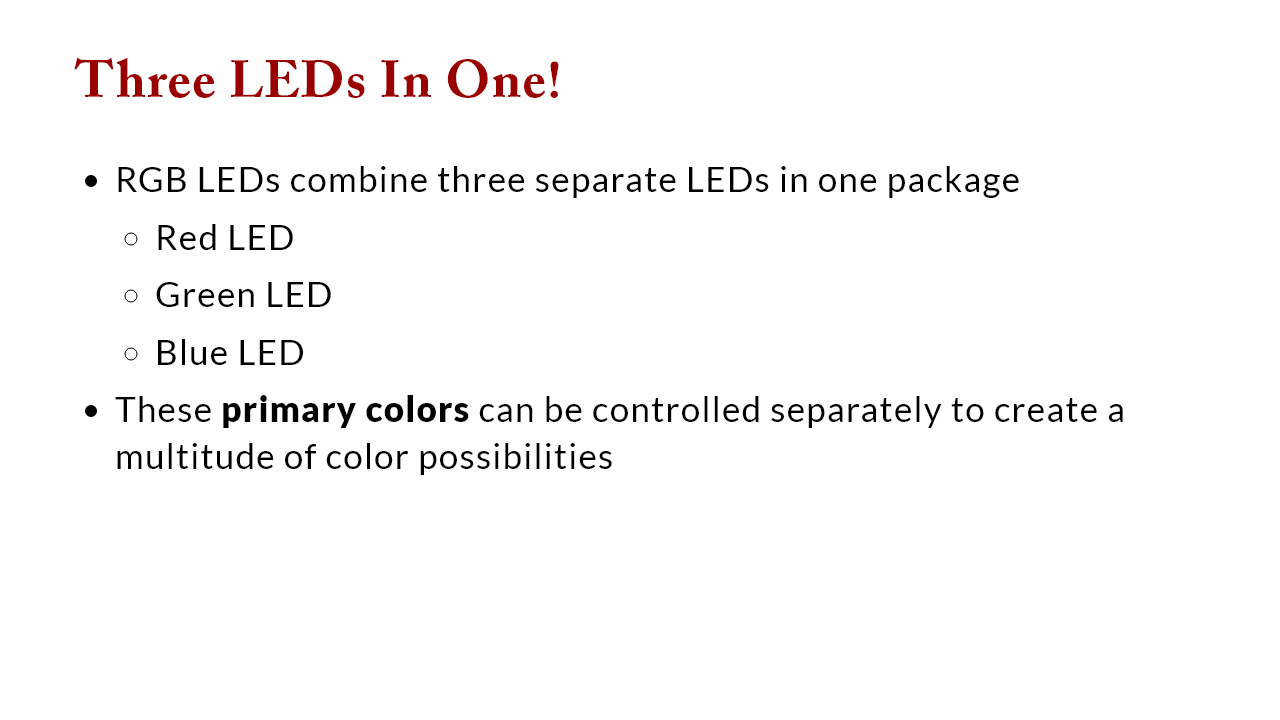 Three LEDs In One!
• RGB LEDs combine three separate LEDs in one package
○ Red LED
○ Green LED
○ Blue LED
• These primary colors can be controlled separately to create a
multitude of color possibilities